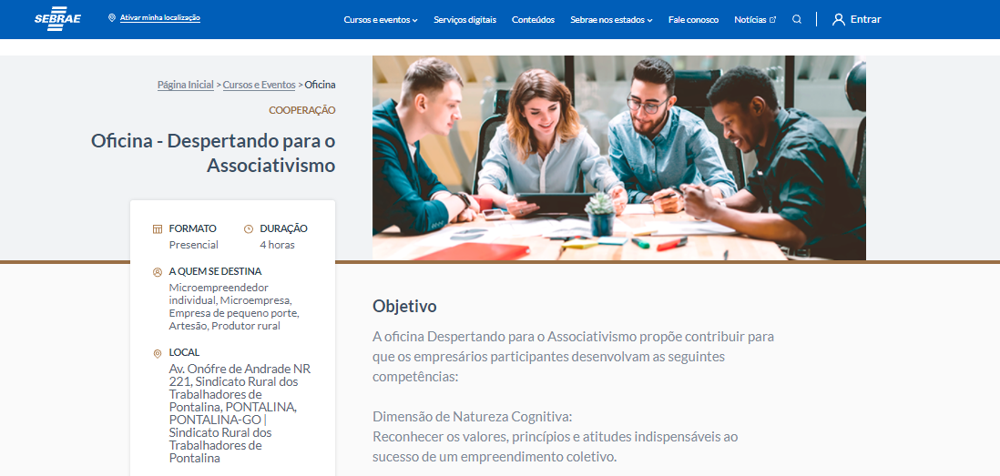 SEBRAE
Ativar minha localização
Cursos e eventos
Serviços digitais
Conteúdos
Sebrae nos estados
Fale conosco
Notícias
Entrar
Página Inicial > Cursos e Eventos > Oficina
COOPERAÇÃO
Oficina - Despertando para o
Associativismo
FORMATO
Presencial
DURAÇÃO
4 horas
A QUEM SE DESTINA
Microempreendedor
individual, Microempresa,
Empresa de pequeno porte,
Artesão, Produtor rural
LOCAL
Av. Onófre de Andrade NR
221, Sindicato Rural dos
Trabalhadores de
Pontalina, PONTALINA,
PONTALINA-GO |
Sindicato Rural dos
Trabalhadores de
Pontalina
Objetivo
A oficina Despertando para o Associativismo propõe contribuir para
que os empresários participantes desenvolvam as seguintes
competências:
Dimensão de Natureza Cognitiva:
Reconhecer os valores, princípios e atitudes indispensáveis ao
sucesso de um empreendimento coletivo.